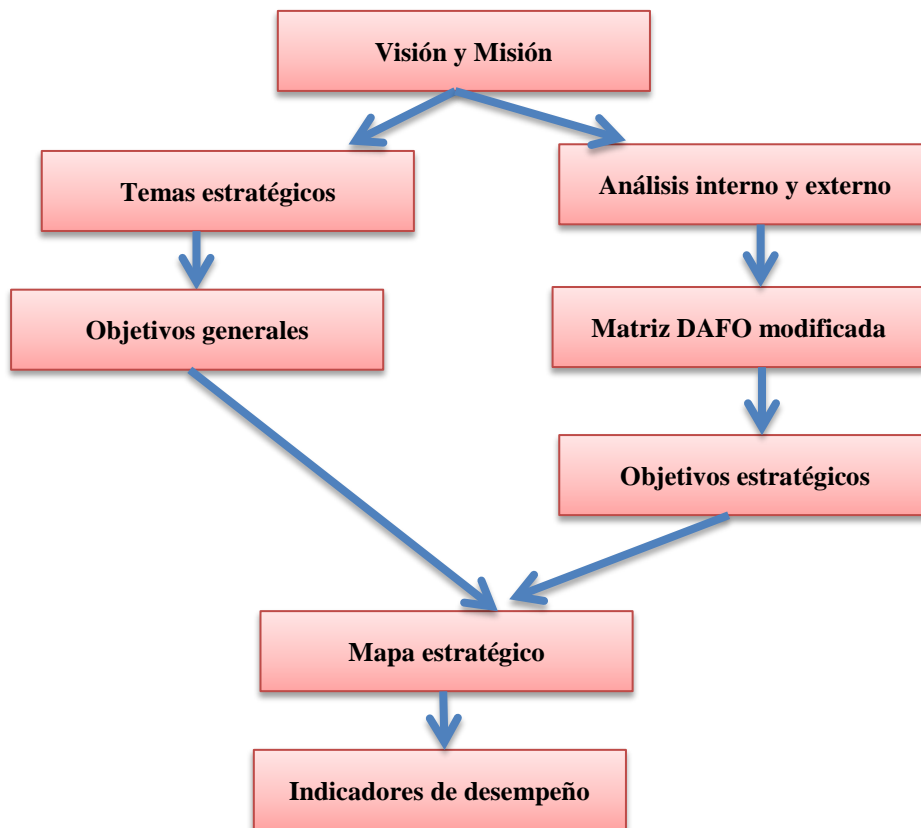 Visión y Misión
Temas estratégicos
Análisis interno y externo
Objetivos generales
Matriz DAFO modificada
Objetivos estratégicos
Mapa estratégico
Indicadores de desempeño